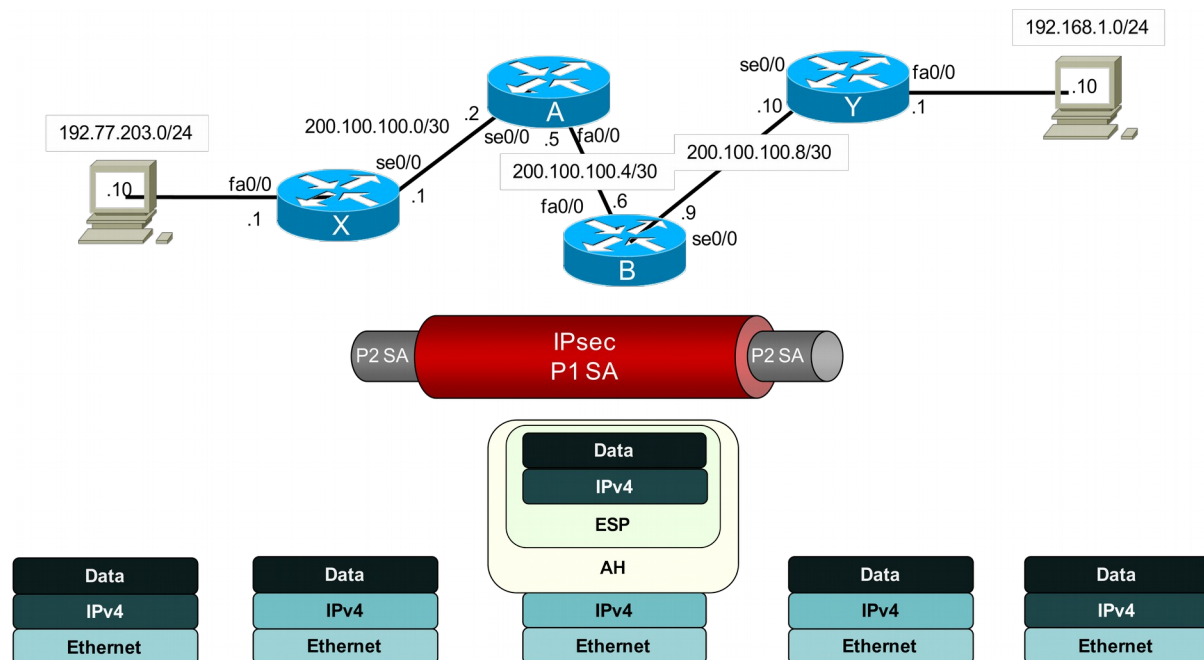 192.168.1.0/24
se0/0
fa0/0
.10
Y
.10
.1
A
.2
200.100.100.0/30
se0/0
.5
fa0/0
192.77.203.0/24
200.100.100.8/30
200.100.100.4/30
se0/0
.10
fa0/0
.1
.1
X
fa0/0
.6
.9
se0/0
B
P2 SA
IPsec
P1 SA
P2 SA
Data
IPv4
ESP
AH
Data
IPv4
Ethernet
Data
IPv4
Ethernet
IPv4
Ethernet
Data
IPv4
Ethernet
Data
IPv4
Ethernet